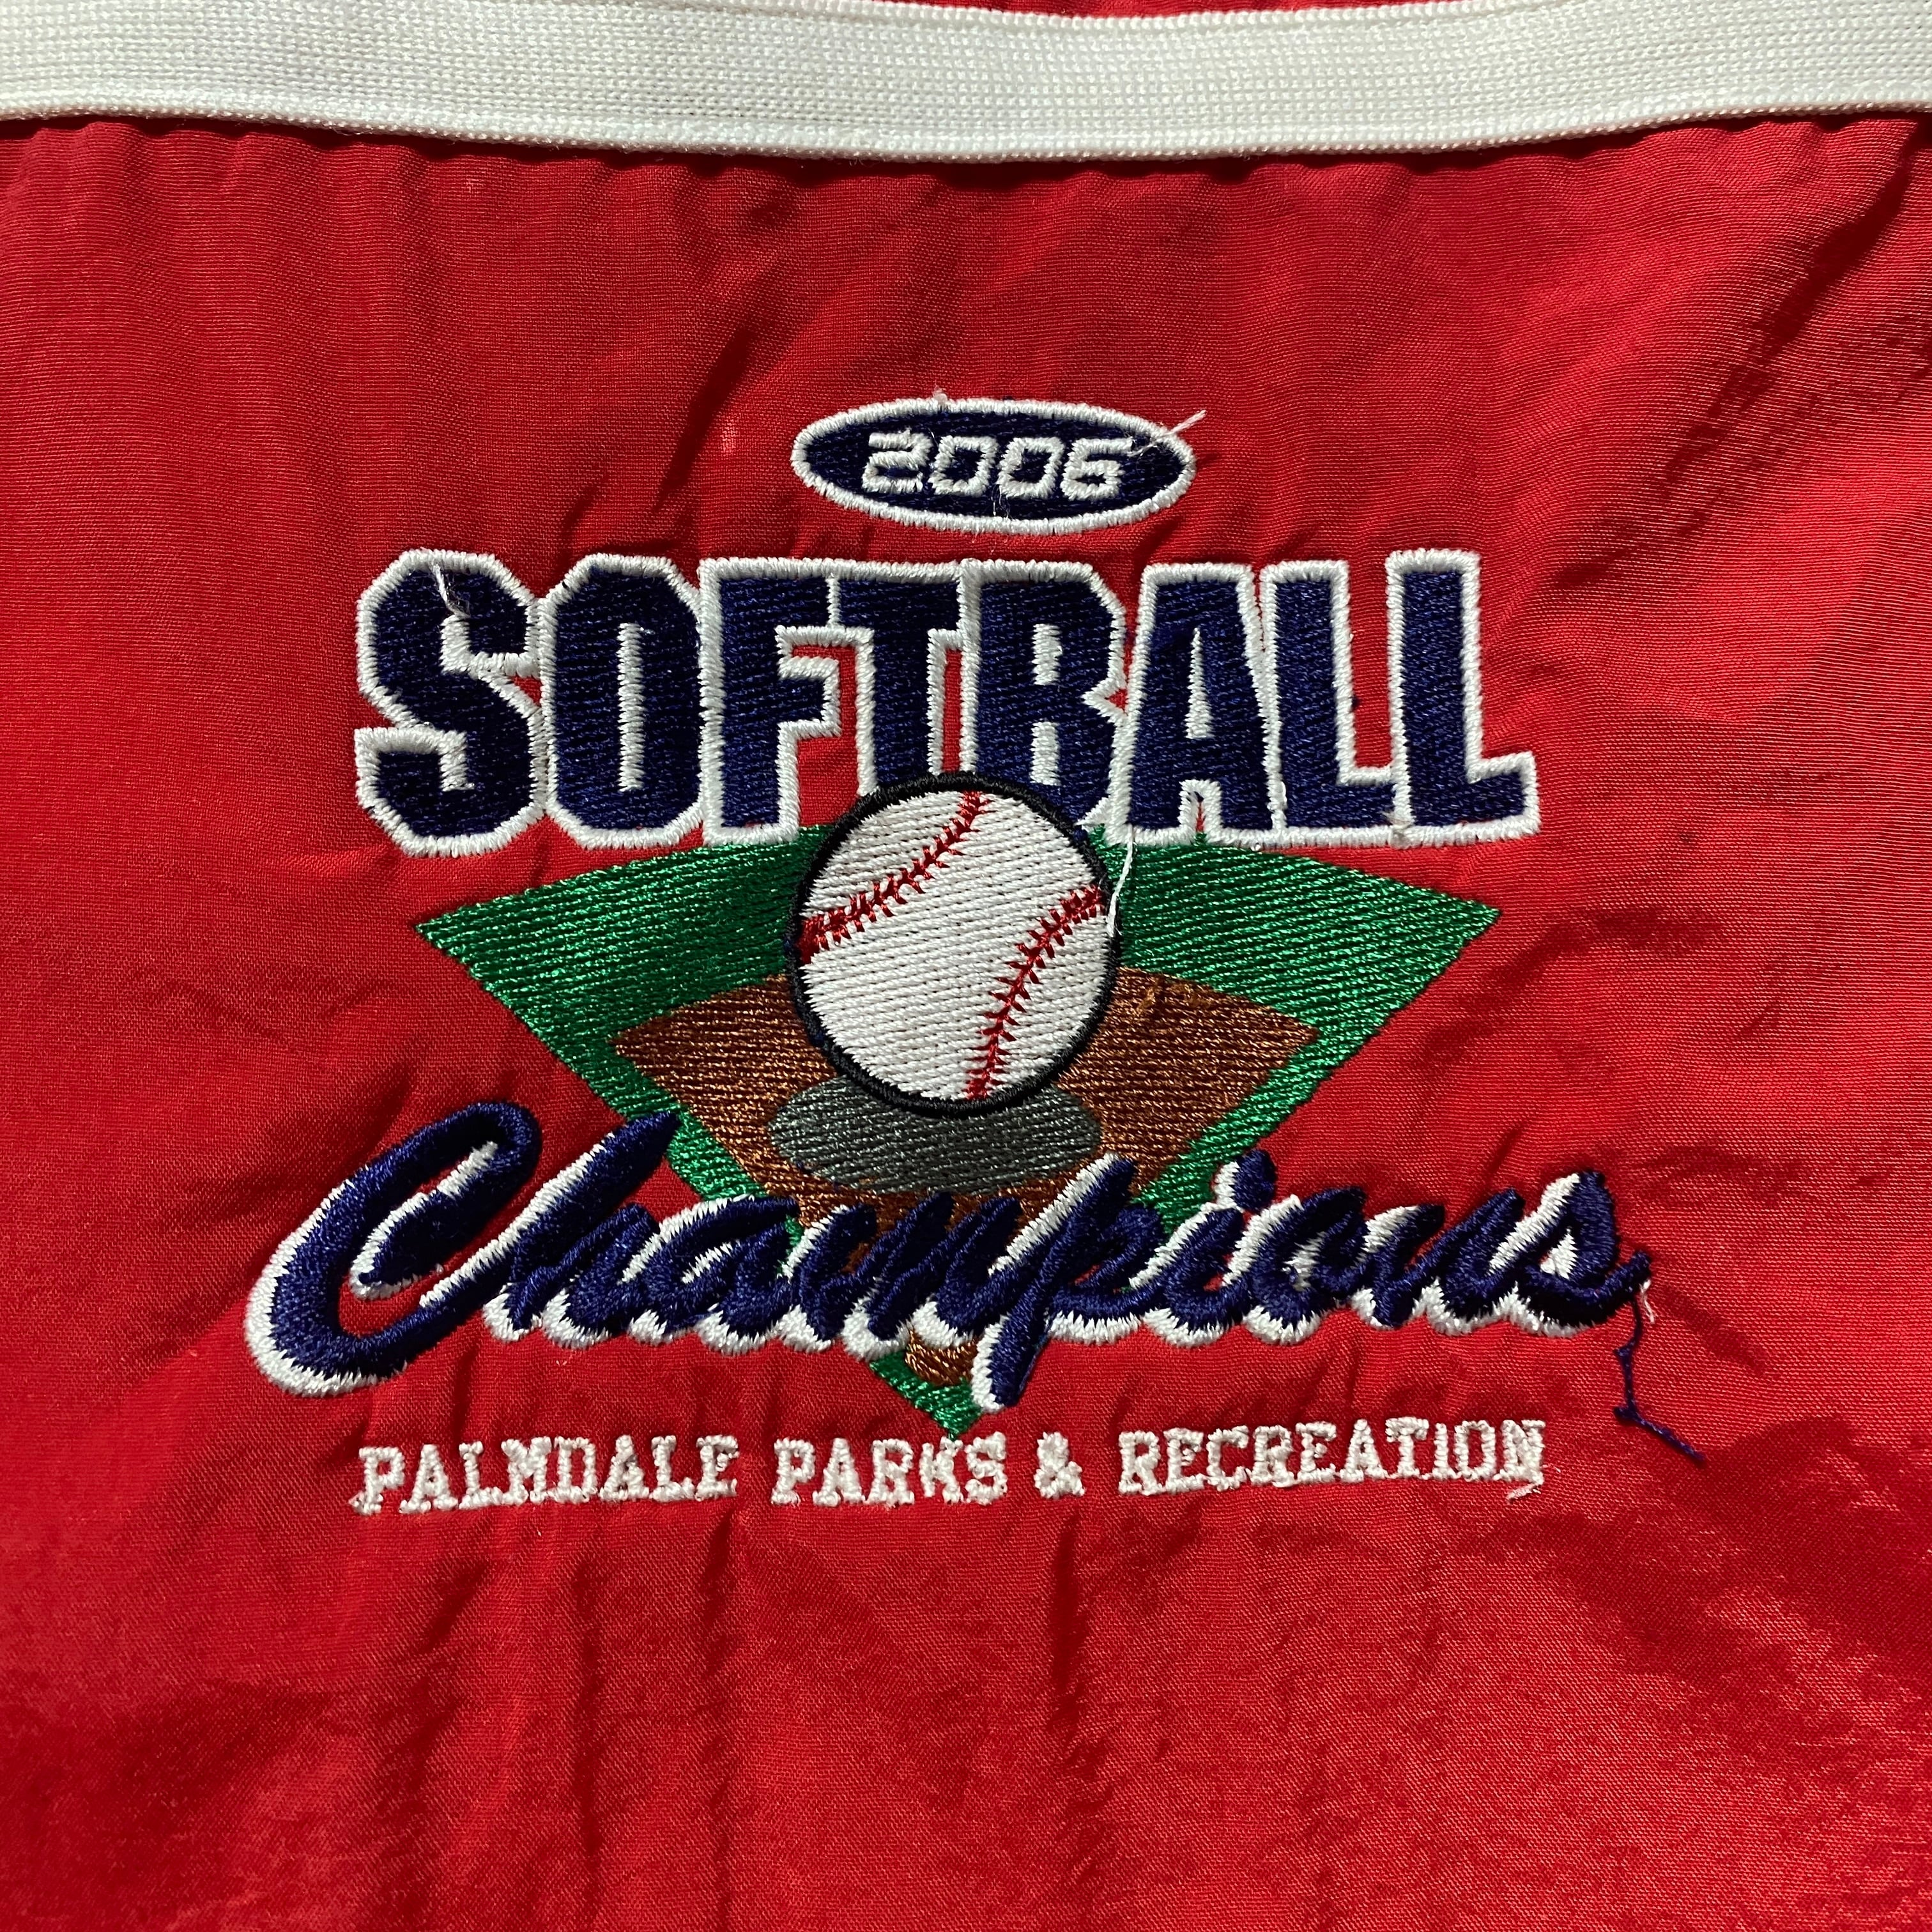 2006
SOFTBALL
Champions
PALMDALE PARKS & RECREATION